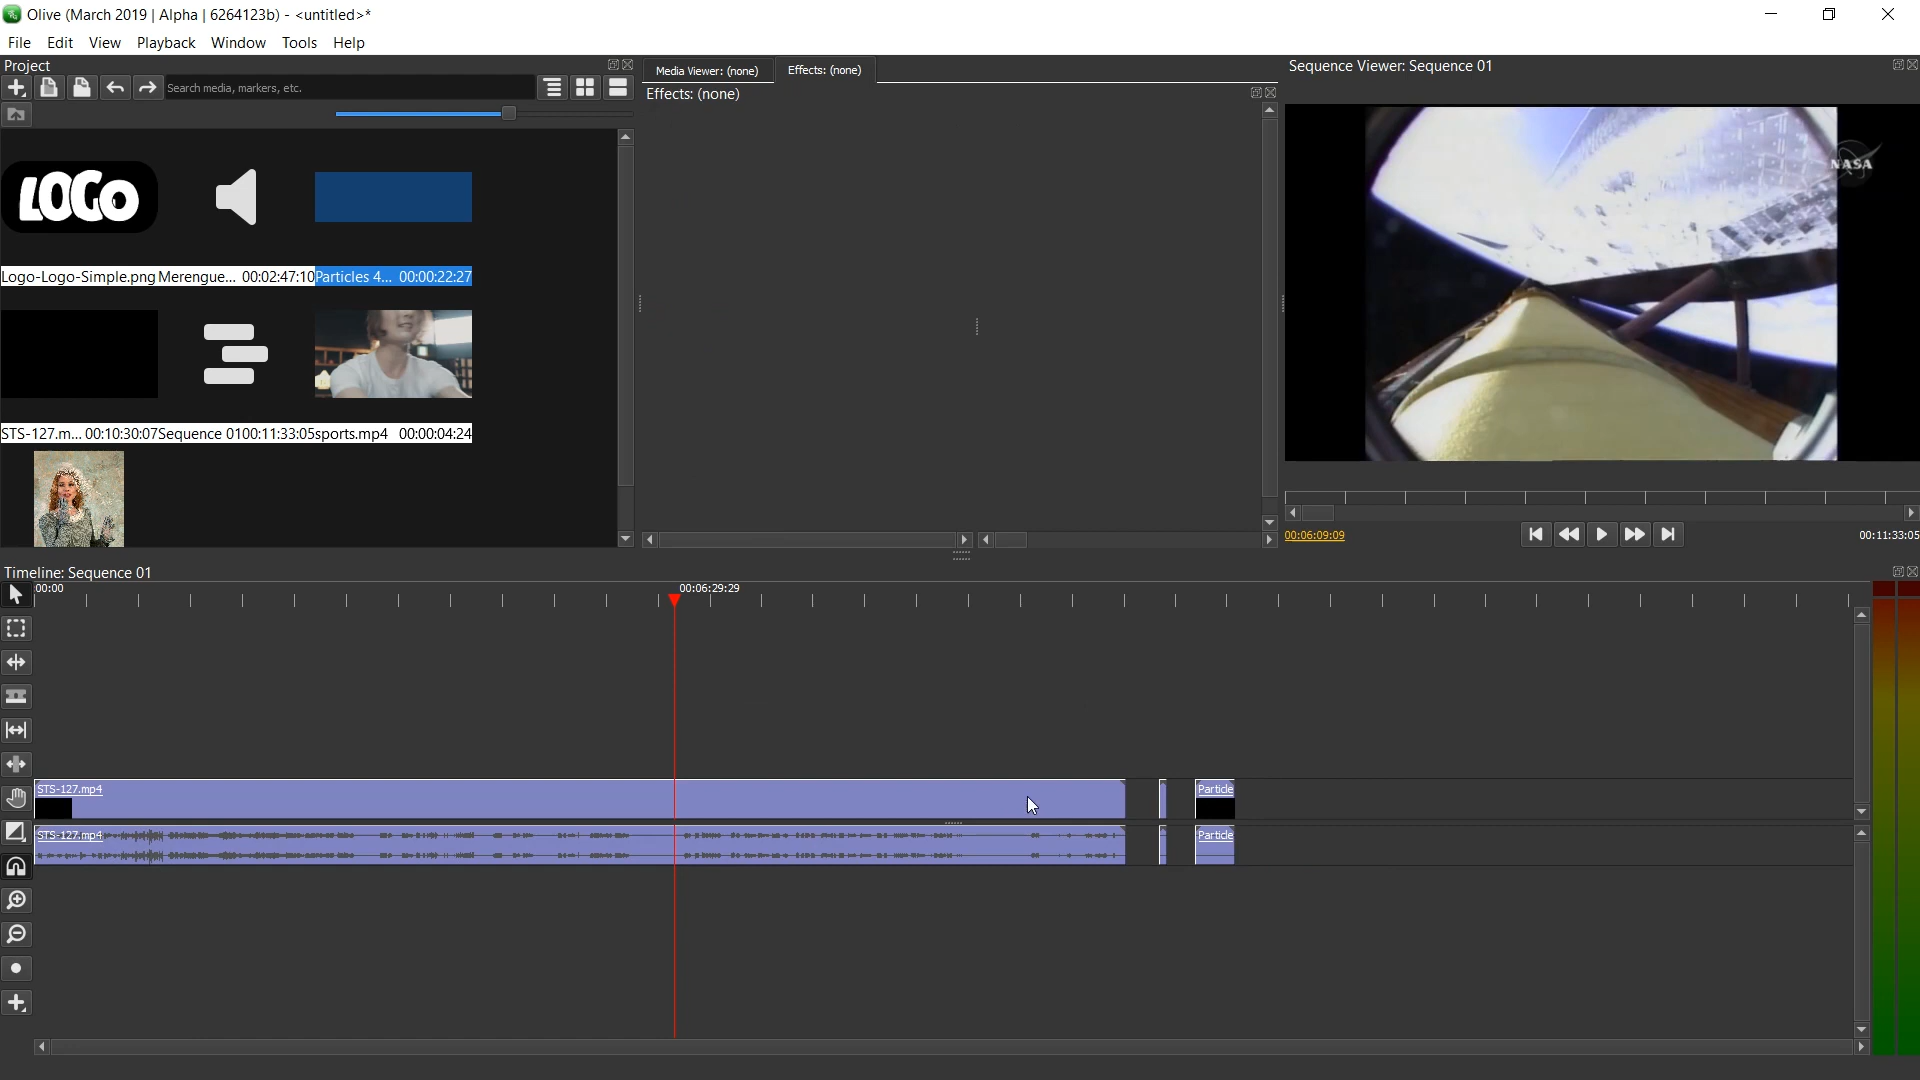 Olive (March 2019 | Alpha | 6264123b) - <untitled>*
File Edit View Playback Window Tools Help
Project
Search media, markers, etc.
LOGO
Logo-Logo-Simple.png Merengue... 00:02:47:10 Particles 4... 00:00:22:27
STS-127.m... 00:10:30:07 Sequence 01 00:11:33:05 sports.mp4 00:00:04:24
Media Viewer: (none) Effects: (none)
Effects: (none)
Sequence Viewer: Sequence 01
NASA
00:06:09:09
00:11:33:05
Timeline: Sequence 01
00:00
00:06:29:29
STS-127.mp4
Particle
STS-127.mp4
Particle